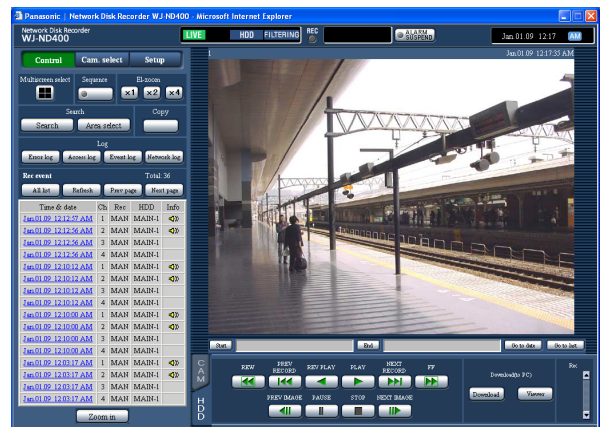 Panasonic | Network Disk Recorder WJ-ND400 - Microsoft Internet Explorer
Network Disk Recorder
WJ-ND400
LIVE HDD FILTERING REC ALARM SUSPEND Jan.01.09 12:17 AM
Control Cam. select Setup
1 Jan.01.09 12:17:35 AM
Multiscreen select Sequence El-zoom
x1 x2 x4
Search Copy
Search Area select
Log
Error log Access log Event log Network log
Rec event Total: 36
All list Refresh Prev page Next page
Time & date Ch Rec HDD Info
Jan.01.09 12:12:57 AM 1 MAN MAIN-1
Jan.01.09 12:12:56 AM 2 MAN MAIN-1
Jan.01.09 12:12:56 AM 3 MAN MAIN-1
Jan.01.09 12:12:56 AM 4 MAN MAIN-1
Jan.01.09 12:10:12 AM 1 MAN MAIN-1
Jan.01.09 12:10:12 AM 2 MAN MAIN-1
Jan.01.09 12:10:12 AM 3 MAN MAIN-1
Jan.01.09 12:10:12 AM 4 MAN MAIN-1
Jan.01.09 12:10:00 AM 1 MAN MAIN-1
Jan.01.09 12:10:00 AM 2 MAN MAIN-1
Jan.01.09 12:10:00 AM 3 MAN MAIN-1
Jan.01.09 12:10:00 AM 4 MAN MAIN-1
Jan.01.09 12:03:17 AM 1 MAN MAIN-1
Jan.01.09 12:03:17 AM 2 MAN MAIN-1
Jan.01.09 12:03:17 AM 3 MAN MAIN-1
Jan.01.09 12:03:17 AM 4 MAN MAIN-1
Zoom in
Start End Go to date Go to last
CAM
HDD
REW PREV RECORD REV PLAY PLAY NEXT RECORD FF
PREV IMAGE PAUSE STOP NEXT IMAGE
Download(to PC)
Download Viewer
Rec